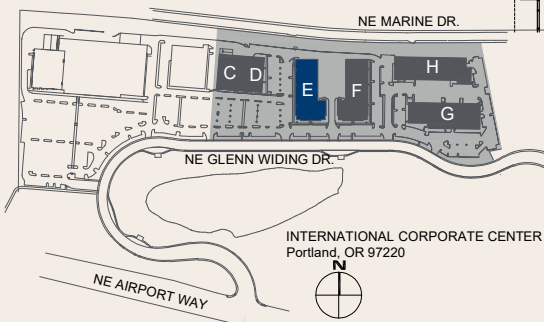 NE MARINE DR.
C D E F H
G
NE GLENN WIDING DR.
INTERNATIONAL CORPORATE CENTER
Portland, OR 97220
N
NE AIRPORT WAY